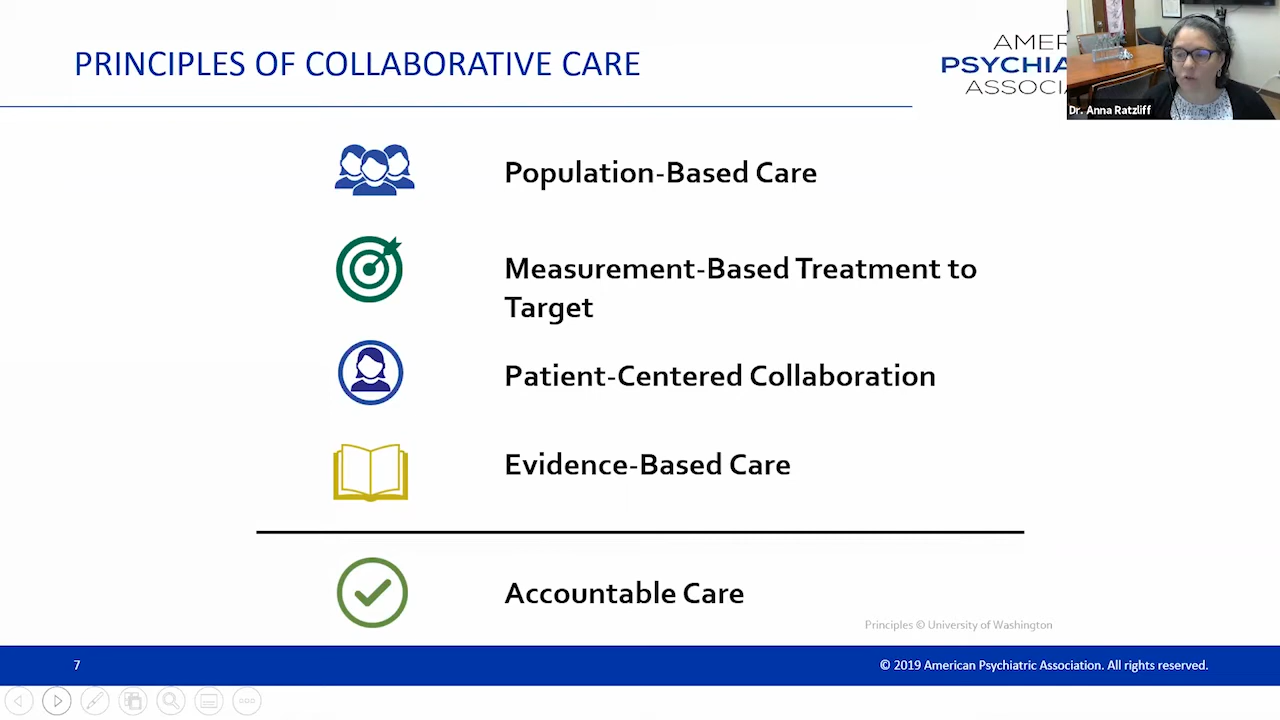 PRINCIPLES OF COLLABORATIVE CARE
AMER
PSYCHIA
ASSOCI
Dr. Anna Ratzliff
Population-Based Care
Measurement-Based Treatment to
Target
Patient-Centered Collaboration
Evidence-Based Care
Accountable Care
Principles © University of Washington
7
© 2019 American Psychiatric Association. All rights reserved.